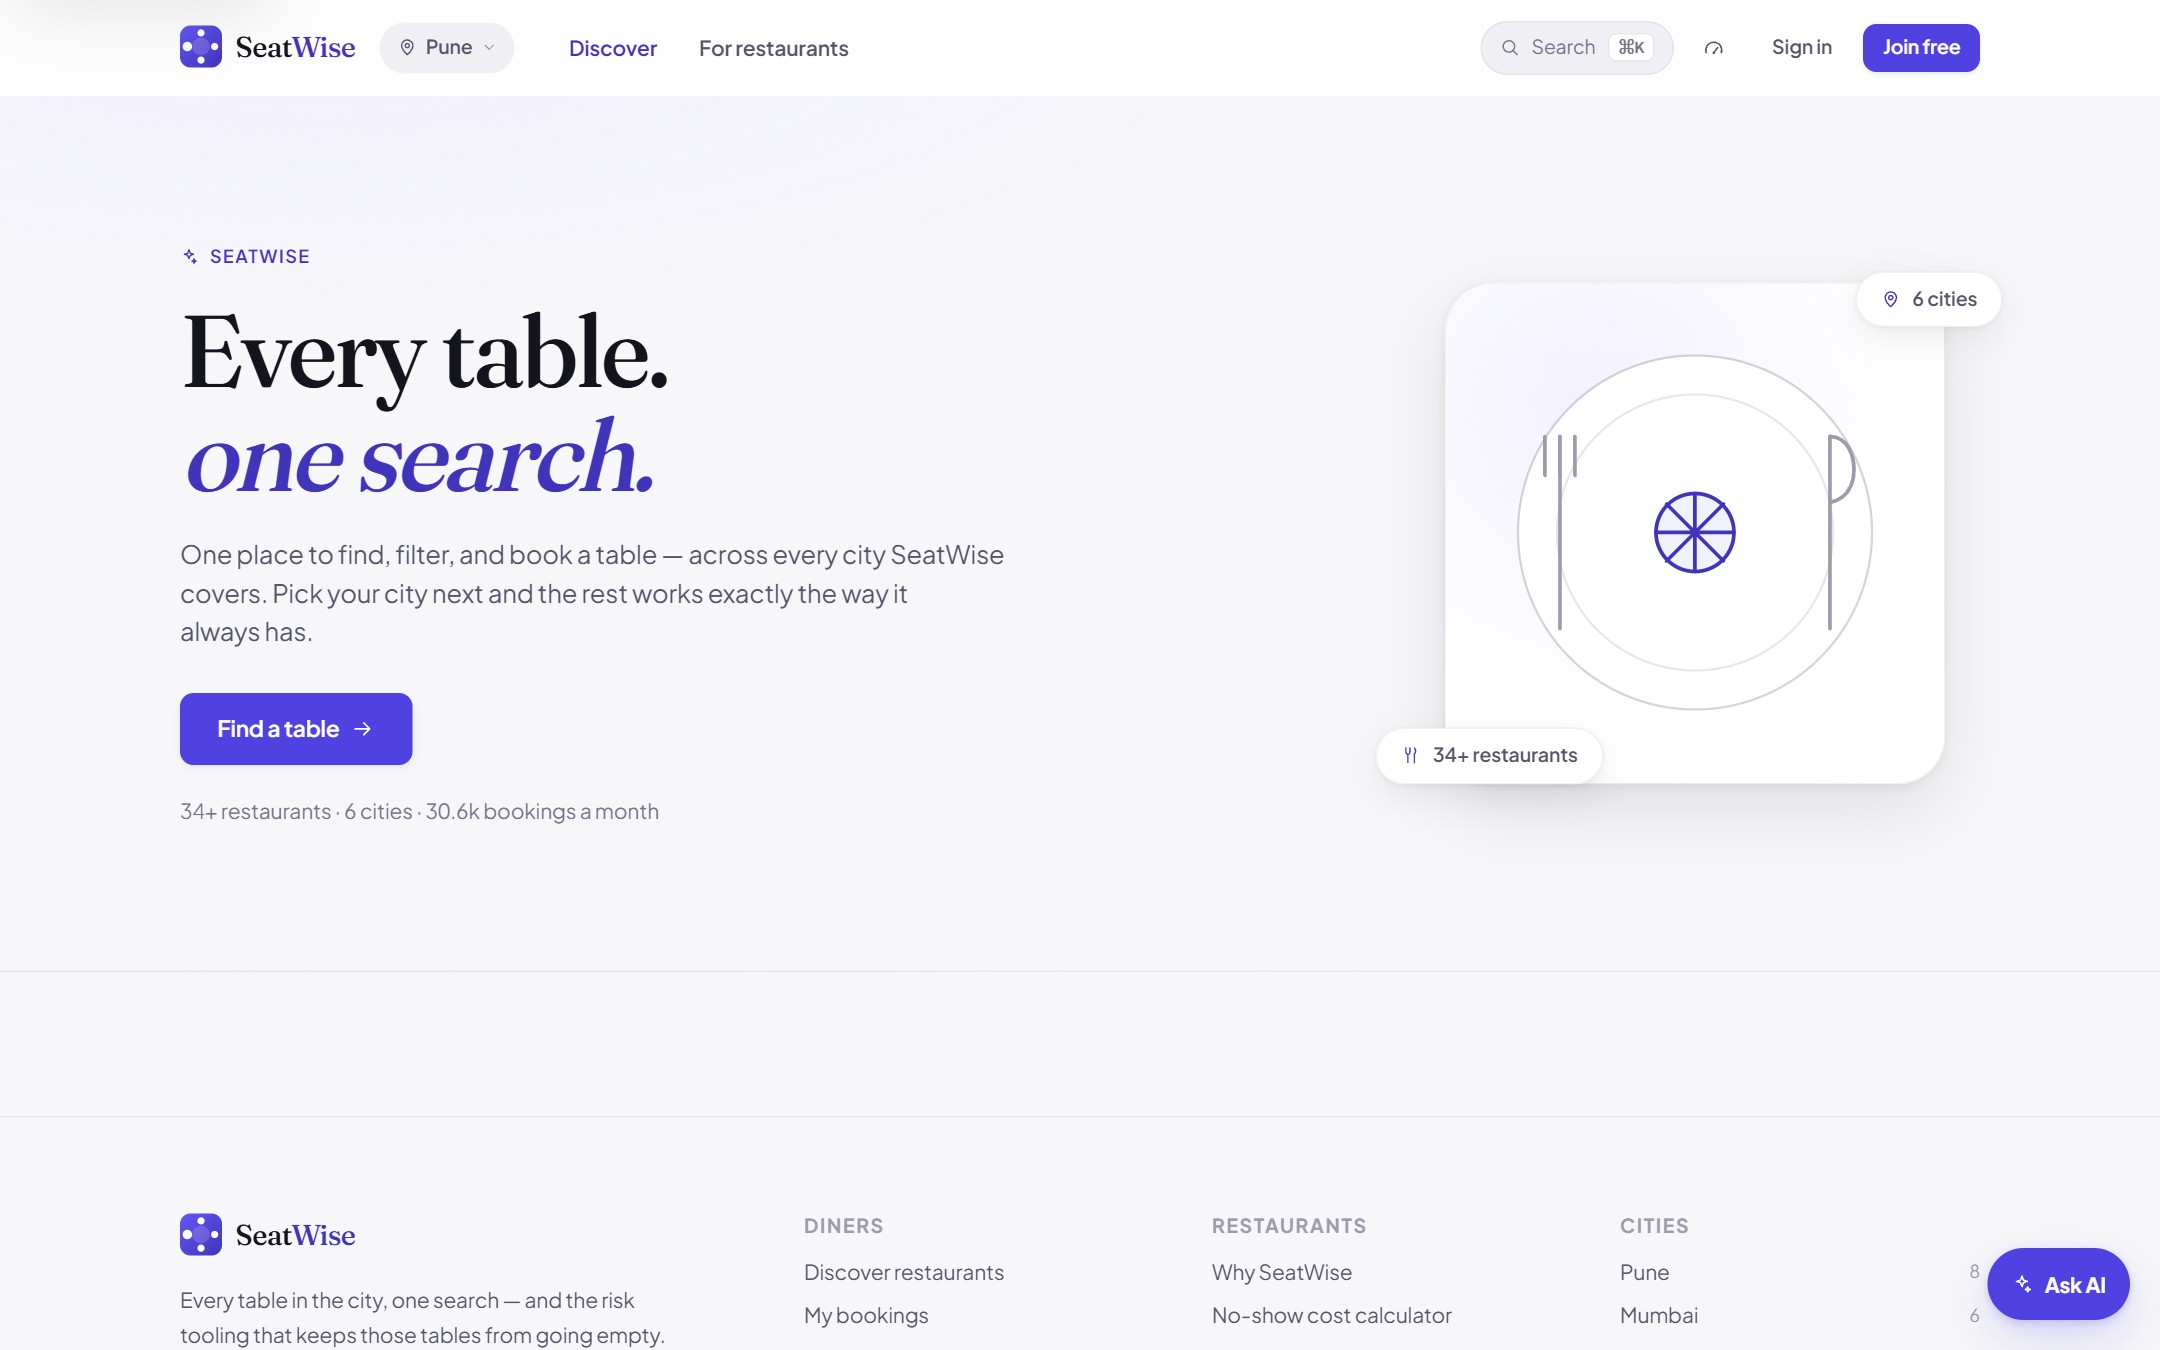 SeatWise
Pune
Discover
For restaurants
Search ⌘K
Sign in
Join free
SEATWISE
Every table.
one search.
One place to find, filter, and book a table — across every city SeatWise
covers. Pick your city next and the rest works exactly the way it
always has.
Find a table →
34+ restaurants · 6 cities · 30.6k bookings a month
6 cities
34+ restaurants
SeatWise
Every table in the city, one search — and the risk
tooling that keeps those tables from going empty.
DINERS
Discover restaurants
My bookings
RESTAURANTS
Why SeatWise
No-show cost calculator
CITIES
Pune 8
Mumbai 6
Ask AI